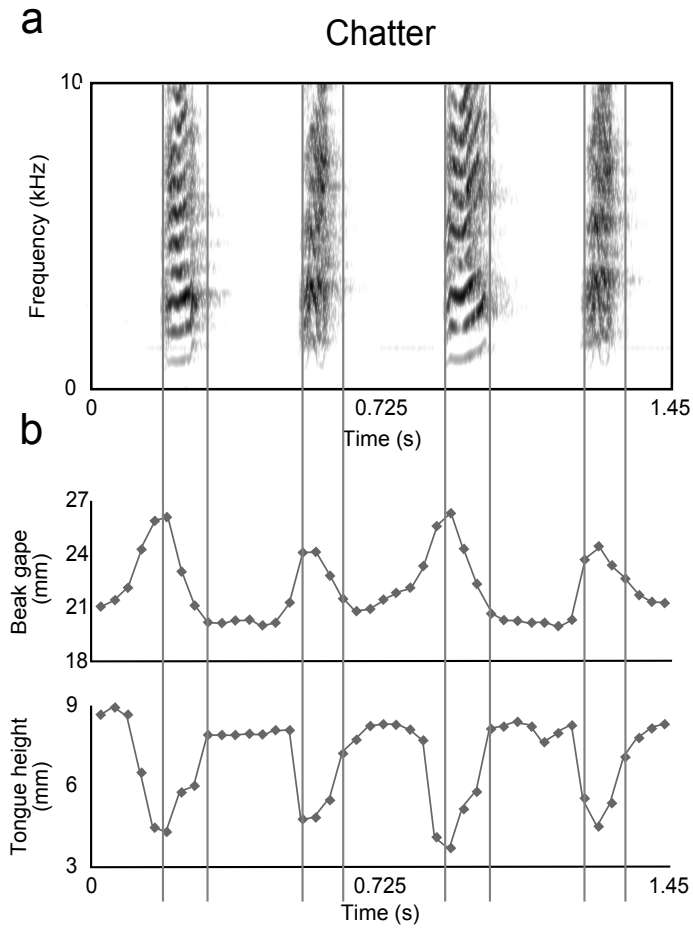 a
Chatter
10
Frequency (kHz)
0
0 0.725 1.45
Time (s)
b
27
24
21
18
Beak gape
(mm)
9
6
3
Tongue height
(mm)
0 0.725 1.45
Time (s)